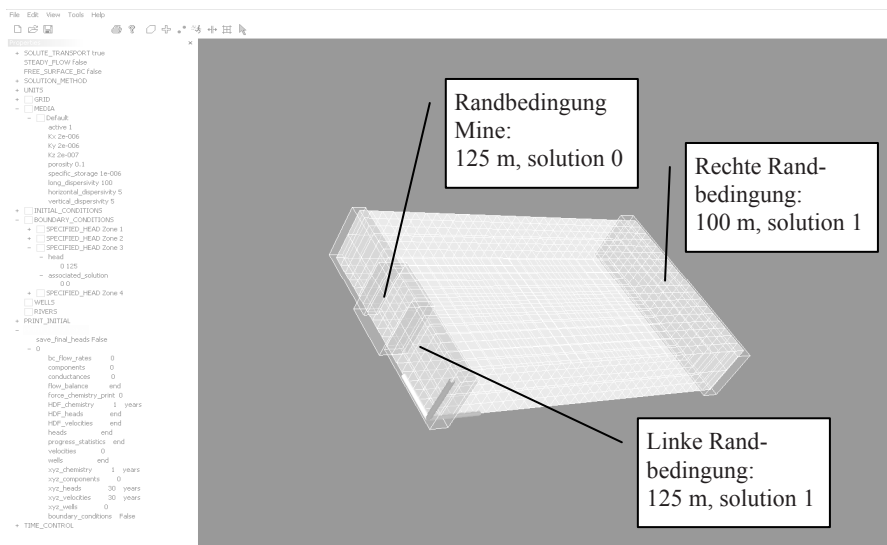 File Edit View Tools Help
SOLUTE_TRANSPORT true
STEADY_FLOW false
FREE_SURFACE_BC false
SOLUTION_METHOD
UNITS
GRID
MEDIA
Default
active 1
Kx 2e-006
Ky 2e-006
Kz 2e-007
porosity 0.1
specific_storage 1e-006
long_dispersivity 100
horizontal_dispersivity 5
vertical_dispersivity 5
INITIAL_CONDITIONS
BOUNDARY_CONDITIONS
SPECIFIED_HEAD Zone 1
SPECIFIED_HEAD Zone 2
SPECIFIED_HEAD Zone 3
head
0 125
associated_solution
0 0
SPECIFIED_HEAD Zone 4
WELLS
RIVERS
PRINT_INITIAL
save_final_heads False
0
bc_flow_rates 0
components 0
conductances 0
flow_balance end
force_chemistry_print 0
HDF_chemistry 1 years
HDF_heads end
HDF_velocities end
heads end
progress_statistics end
velocities 0
wells end
xyz_chemistry 1 years
xyz_components 0
xyz_heads 30 years
xyz_velocities 30 years
xyz_wells 0
boundary_conditions False
TIME_CONTROL
Randbedingung
Mine:
125 m, solution 0
Rechte Rand-
bedingung:
100 m, solution 1
Linke Rand-
bedingung:
125 m, solution 1